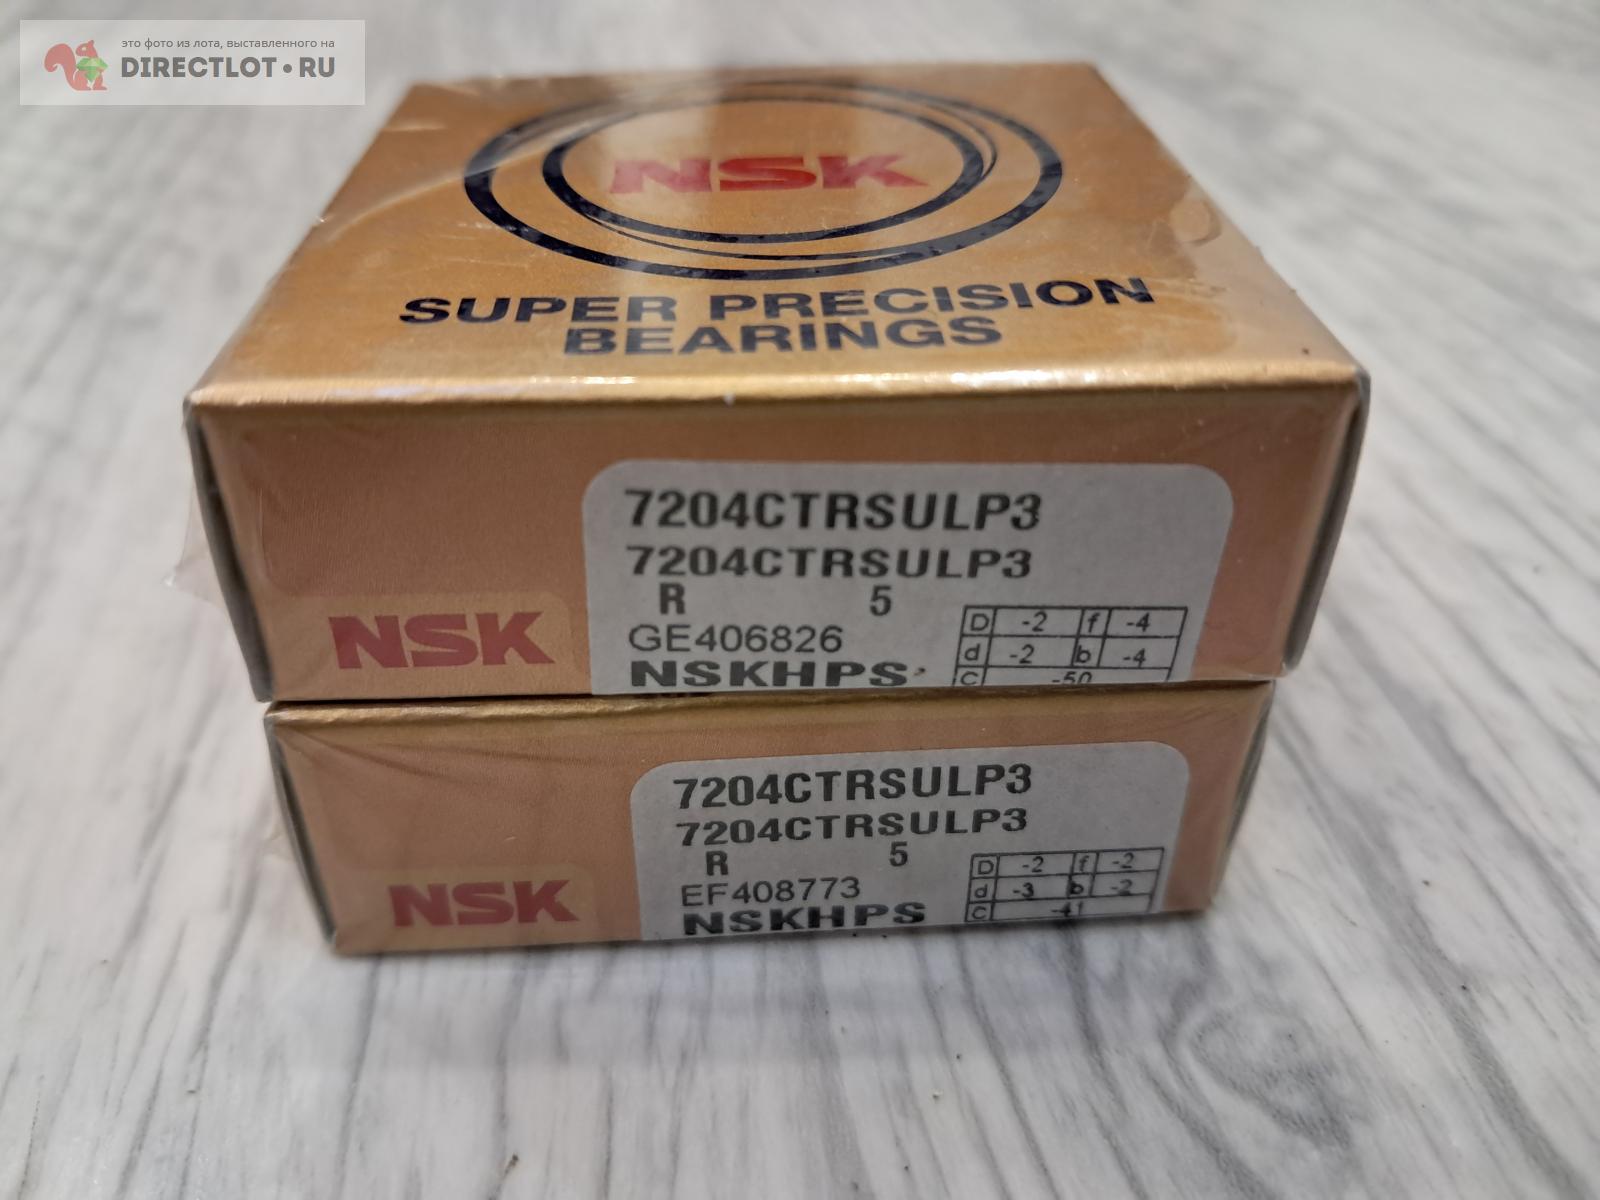 это фото из лота, выставленного на
DIRECTLOT•RU
NSK
SUPER PRECISION
BEARINGS
7204CTRSULP3
7204CTRSULP3
R 5
GE406826
NSKHPS
D -2 f -4
d -2 b -4
C -50
NSK
7204CTRSULP3
7204CTRSULP3
R 5
EF408773
NSKHPS
D -2 f -2
d -3 b -2
C -41
NSK